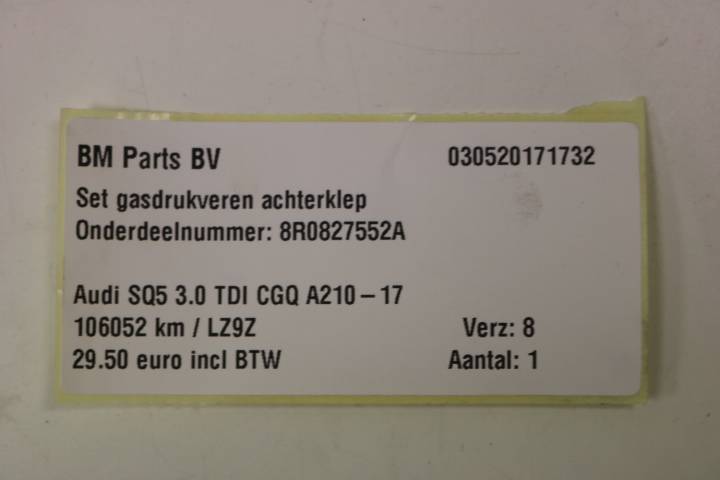 BM Parts BV 030520171732
Set gasdrukveren achterklep
Onderdeelnummer: 8R0827552A
Audi SQ5 3.0 TDI CGQ A210 – 17
106052 km / LZ9Z Verz: 8
29.50 euro incl BTW Aantal: 1